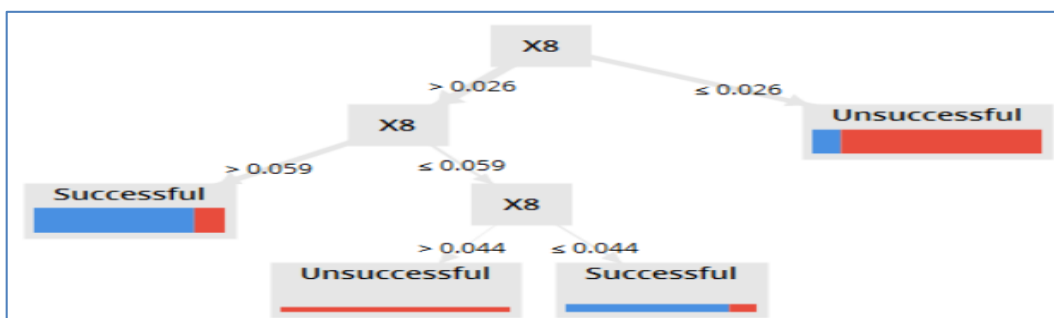 X8
> 0.026
≤ 0.026
X8
Unsuccessful
> 0.059
≤ 0.059
Successful
X8
> 0.044
≤ 0.044
Unsuccessful
Successful